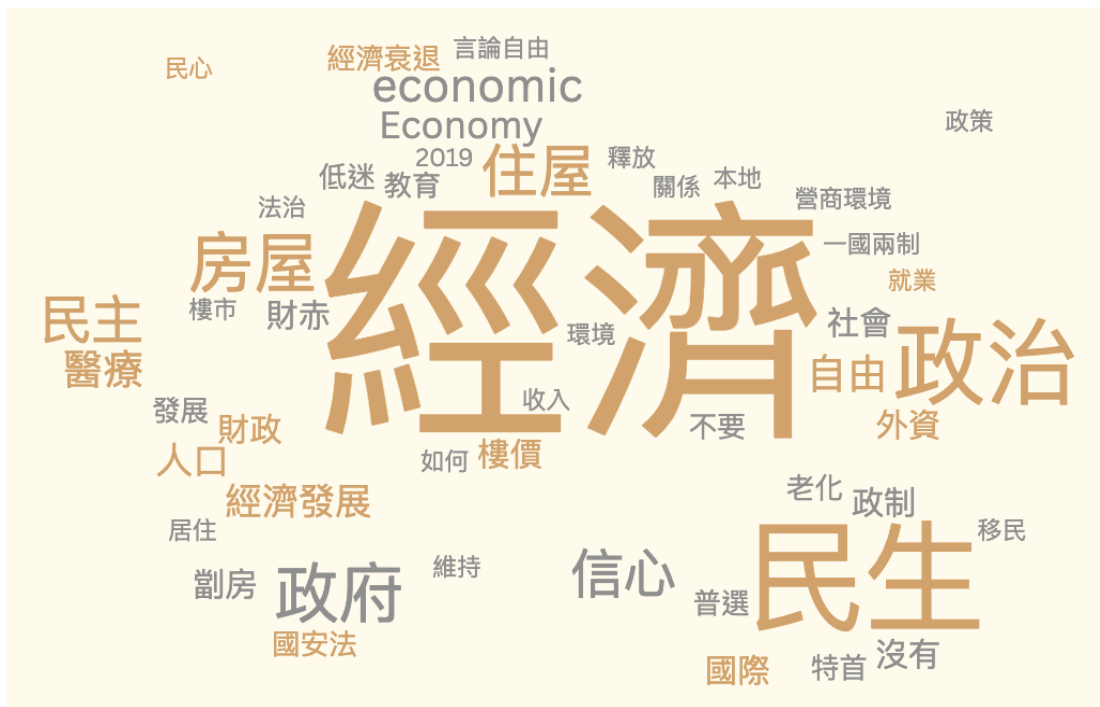 言論自由
經濟衰退
民心
economic
Economy
政策
2019
住屋
釋放
低迷
教育
關係
本地
營商環境
法治
房屋
經濟
一國兩制
就業
民主
樓市
財赤
環境
社會
醫療
自由
政治
發展
財政
收入
不要
外資
人口
如何
樓價
經濟發展
老化
政制
居住
移民
劏房
政府
維持
信心
普選
民生
國安法
國際
特首
沒有